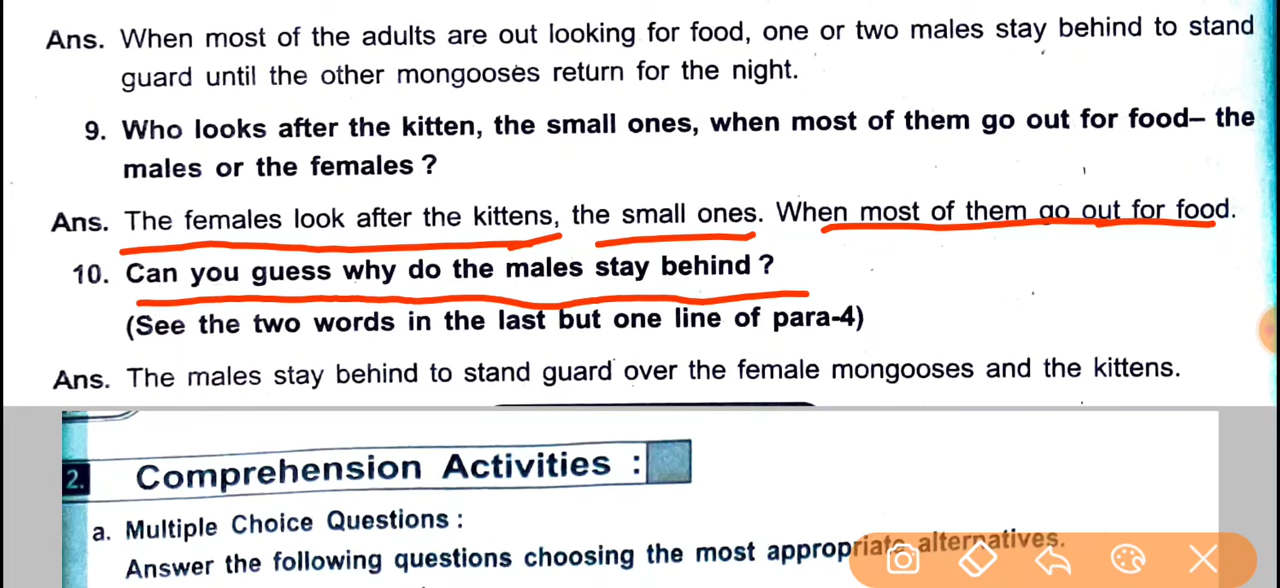 Ans. When most of the adults are out looking for food, one or two males stay behind to stand
guard until the other mongooses return for the night.
9. Who looks after the kitten, the small ones, when most of them go out for food– the
males or the females ?
Ans. The females look after the kittens, the small ones. When most of them go out for food.
10. Can you guess why do the males stay behind ?
(See the two words in the last but one line of para-4)
Ans. The males stay behind to stand guard over the female mongooses and the kittens.
2. Comprehension Activities :
a. Multiple Choice Questions :
Answer the following questions choosing the most appropriate alternatives.